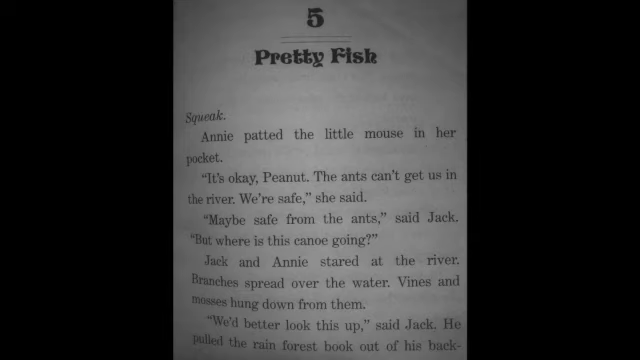 5
Pretty Fish
Squeak.
Annie patted the little mouse in her
pocket.
“It's okay, Peanut. The ants can't get us in
the river. We're safe,” she said.
“Maybe safe from the ants,” said Jack.
“But where is this canoe going?”
Jack and Annie stared at the river.
Branches spread over the water. Vines and
mosses hung down from them.
“We'd better look this up,” said Jack. He
pulled the rain forest book out of his back-